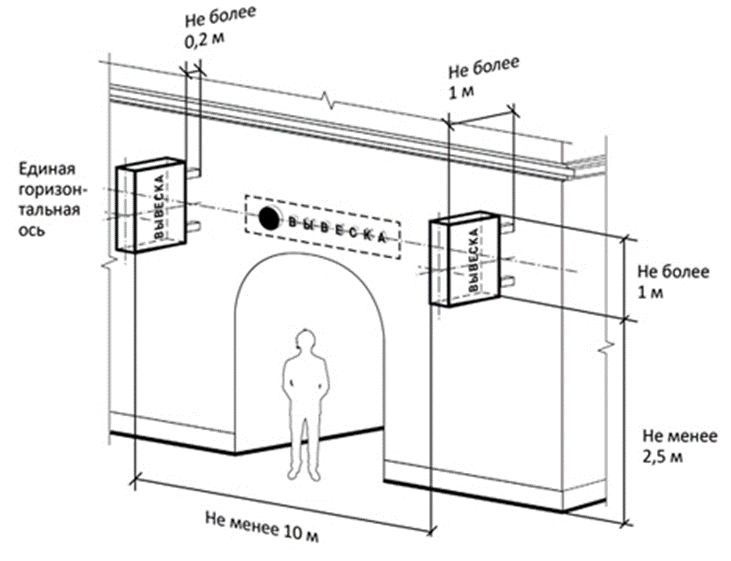 Не более
0,2 м
Не более
1 м
Единая
горизон-
тальная
ось
ВЫВЕСКА
ВЫВЕСКА
ВЫВЕСКА
Не более
1 м
Не менее
2,5 м
Не менее 10 м